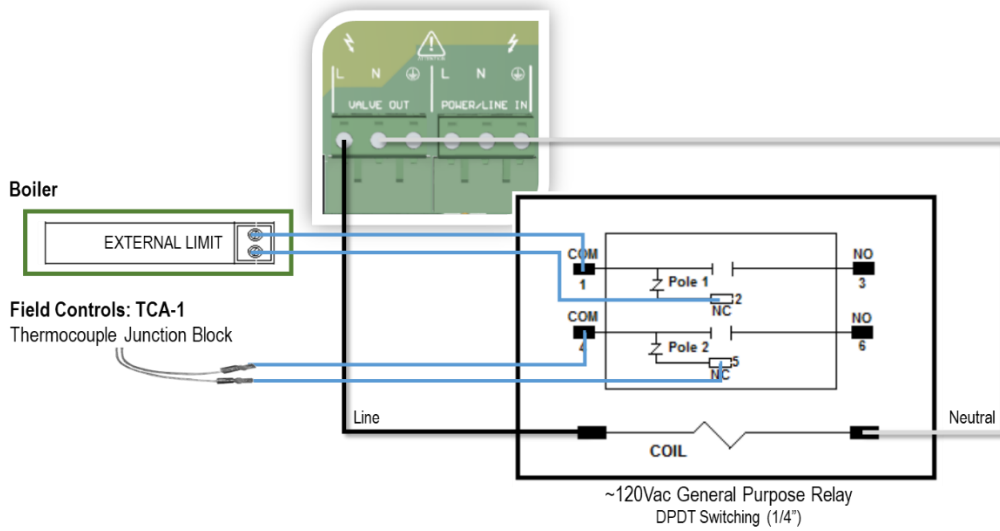 ATTENTION
L N L N
VALVE OUT POWER/LINE IN
Boiler
EXTERNAL LIMIT
Field Controls: TCA-1
Thermocouple Junction Block
COM
1
Pole 1
2
NC
NO
3
COM
4
Pole 2
5
NC
NO
6
Line
Neutral
COIL
~120Vac General Purpose Relay
DPDT Switching (1/4”)